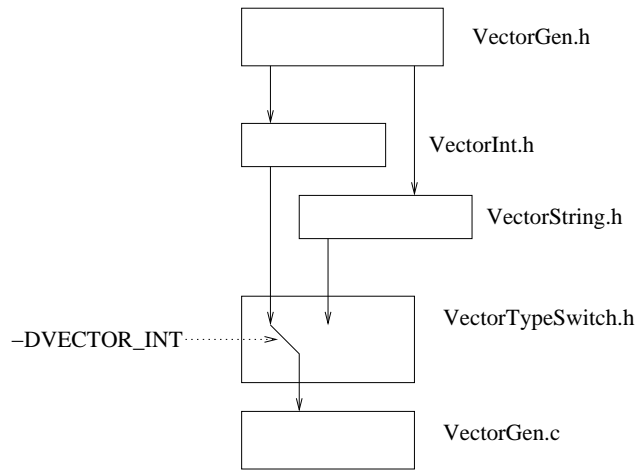 VectorGen.h
VectorInt.h
VectorString.h
VectorTypeSwitch.h
−DVECTOR_INT
VectorGen.c